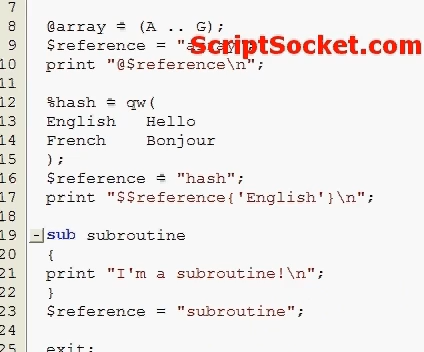 7
8 @array = (A .. G);
9 $reference = "array";
ScriptSocket.com
10 print "@$reference\n";
11
12 %hash = qw(
13 English Hello
14 French Bonjour
15 );
16 $reference = "hash";
17 print "$$reference{'English'}\n";
18
19 sub subroutine
20 {
21 print "I'm a subroutine!\n";
22 }
23 $reference = "subroutine";
24
25 exit;